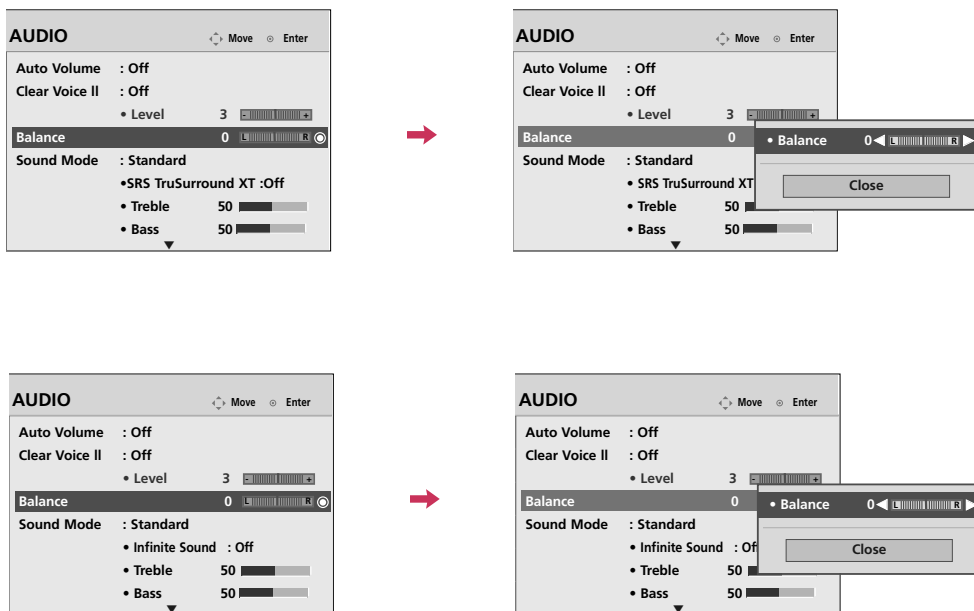 AUDIO Move Enter
Auto Volume : Off
Clear Voice II : Off
• Level 3 - +
Balance 0 L R
Sound Mode : Standard
•SRS TruSurround XT :Off
• Treble 50
• Bass 50
AUDIO Move Enter
Auto Volume : Off
Clear Voice II : Off
• Level 3 - +
Balance 0
Sound Mode : Standard
• SRS TruSurround XT
• Treble 50
• Bass 50
• Balance 0 L R
Close
AUDIO Move Enter
Auto Volume : Off
Clear Voice II : Off
• Level 3 - +
Balance 0 L R
Sound Mode : Standard
• Infinite Sound : Off
• Treble 50
• Bass 50
AUDIO Move Enter
Auto Volume : Off
Clear Voice II : Off
• Level 3 - +
Balance 0
Sound Mode : Standard
• Infinite Sound : Of
• Treble 50
• Bass 50
• Balance 0 L R
Close